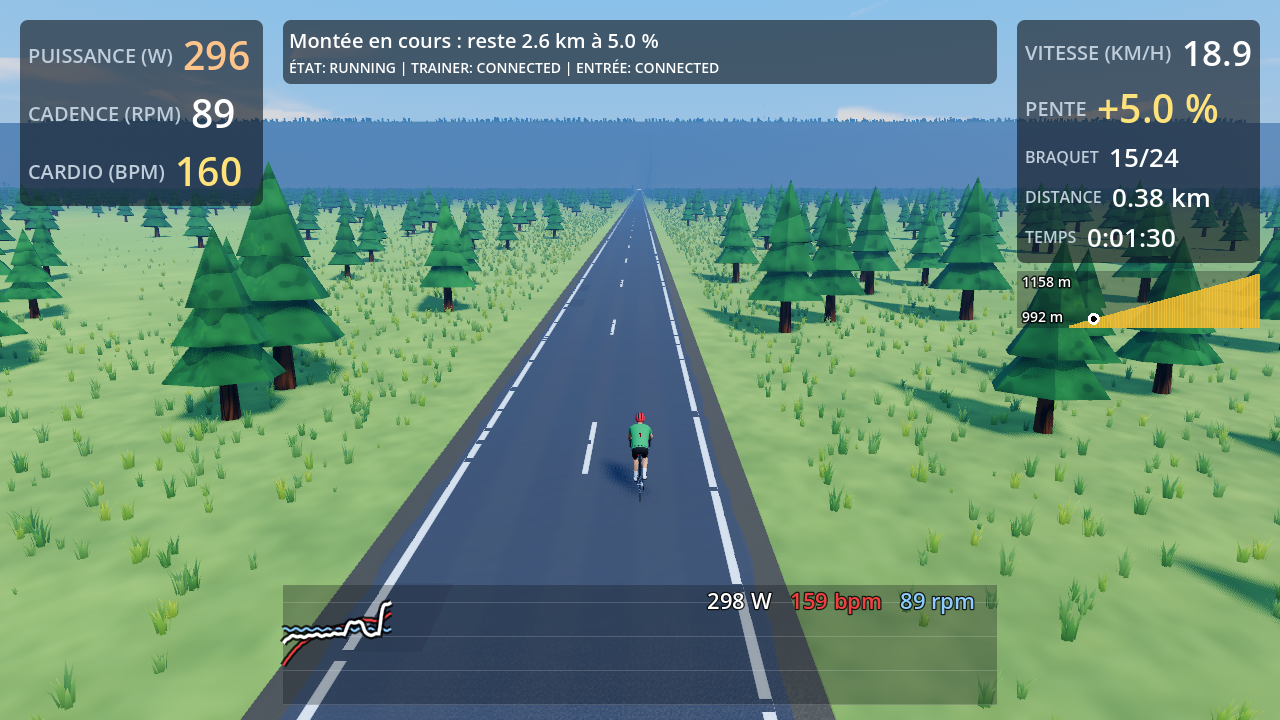 PUISSANCE (W) 296
CADENCE (RPM) 89
CARDIO (BPM) 160
Montée en cours : reste 2.6 km à 5.0 %
ÉTAT: RUNNING | TRAINER: CONNECTED | ENTRÉE: CONNECTED
VITESSE (KM/H) 18.9
PENTE +5.0 %
BRAQUET 15/24
DISTANCE 0.38 km
TEMPS 0:01:30
1158 m
992 m
298 W 159 bpm 89 rpm